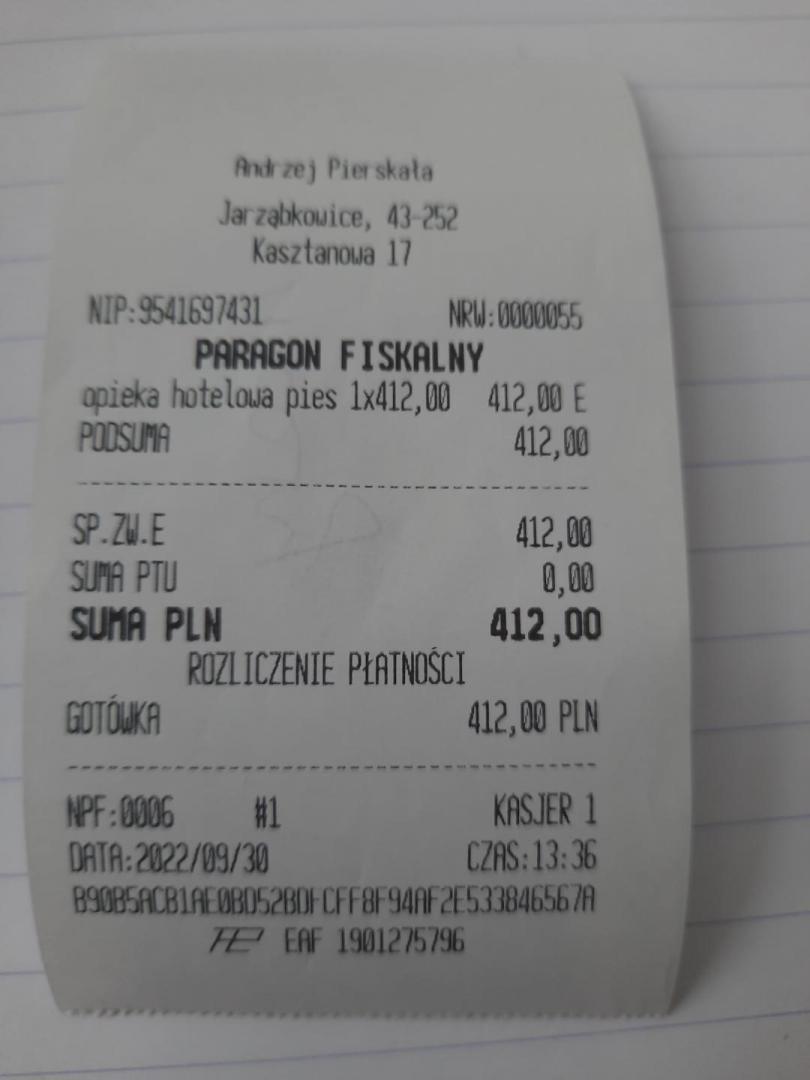 Andrzej Pierskała
Jarząbkowice, 43-252
Kasztanowa 17
NIP:9541697431 NRW:0000055
PARAGON FISKALNY
opieka hotelowa pies 1x412,00 412,00 E
PODSUMA 412,00
SP.ZW.E 412,00
SUMA PTU 0,00
SUMA PLN 412,00
ROZLICZENIE PŁATNOŚCI
GOTÓWKA 412,00 PLN
NPF:0006 #1 KASJER 1
DATA:2022/09/30 CZAS:13:36
EAF 1901275796